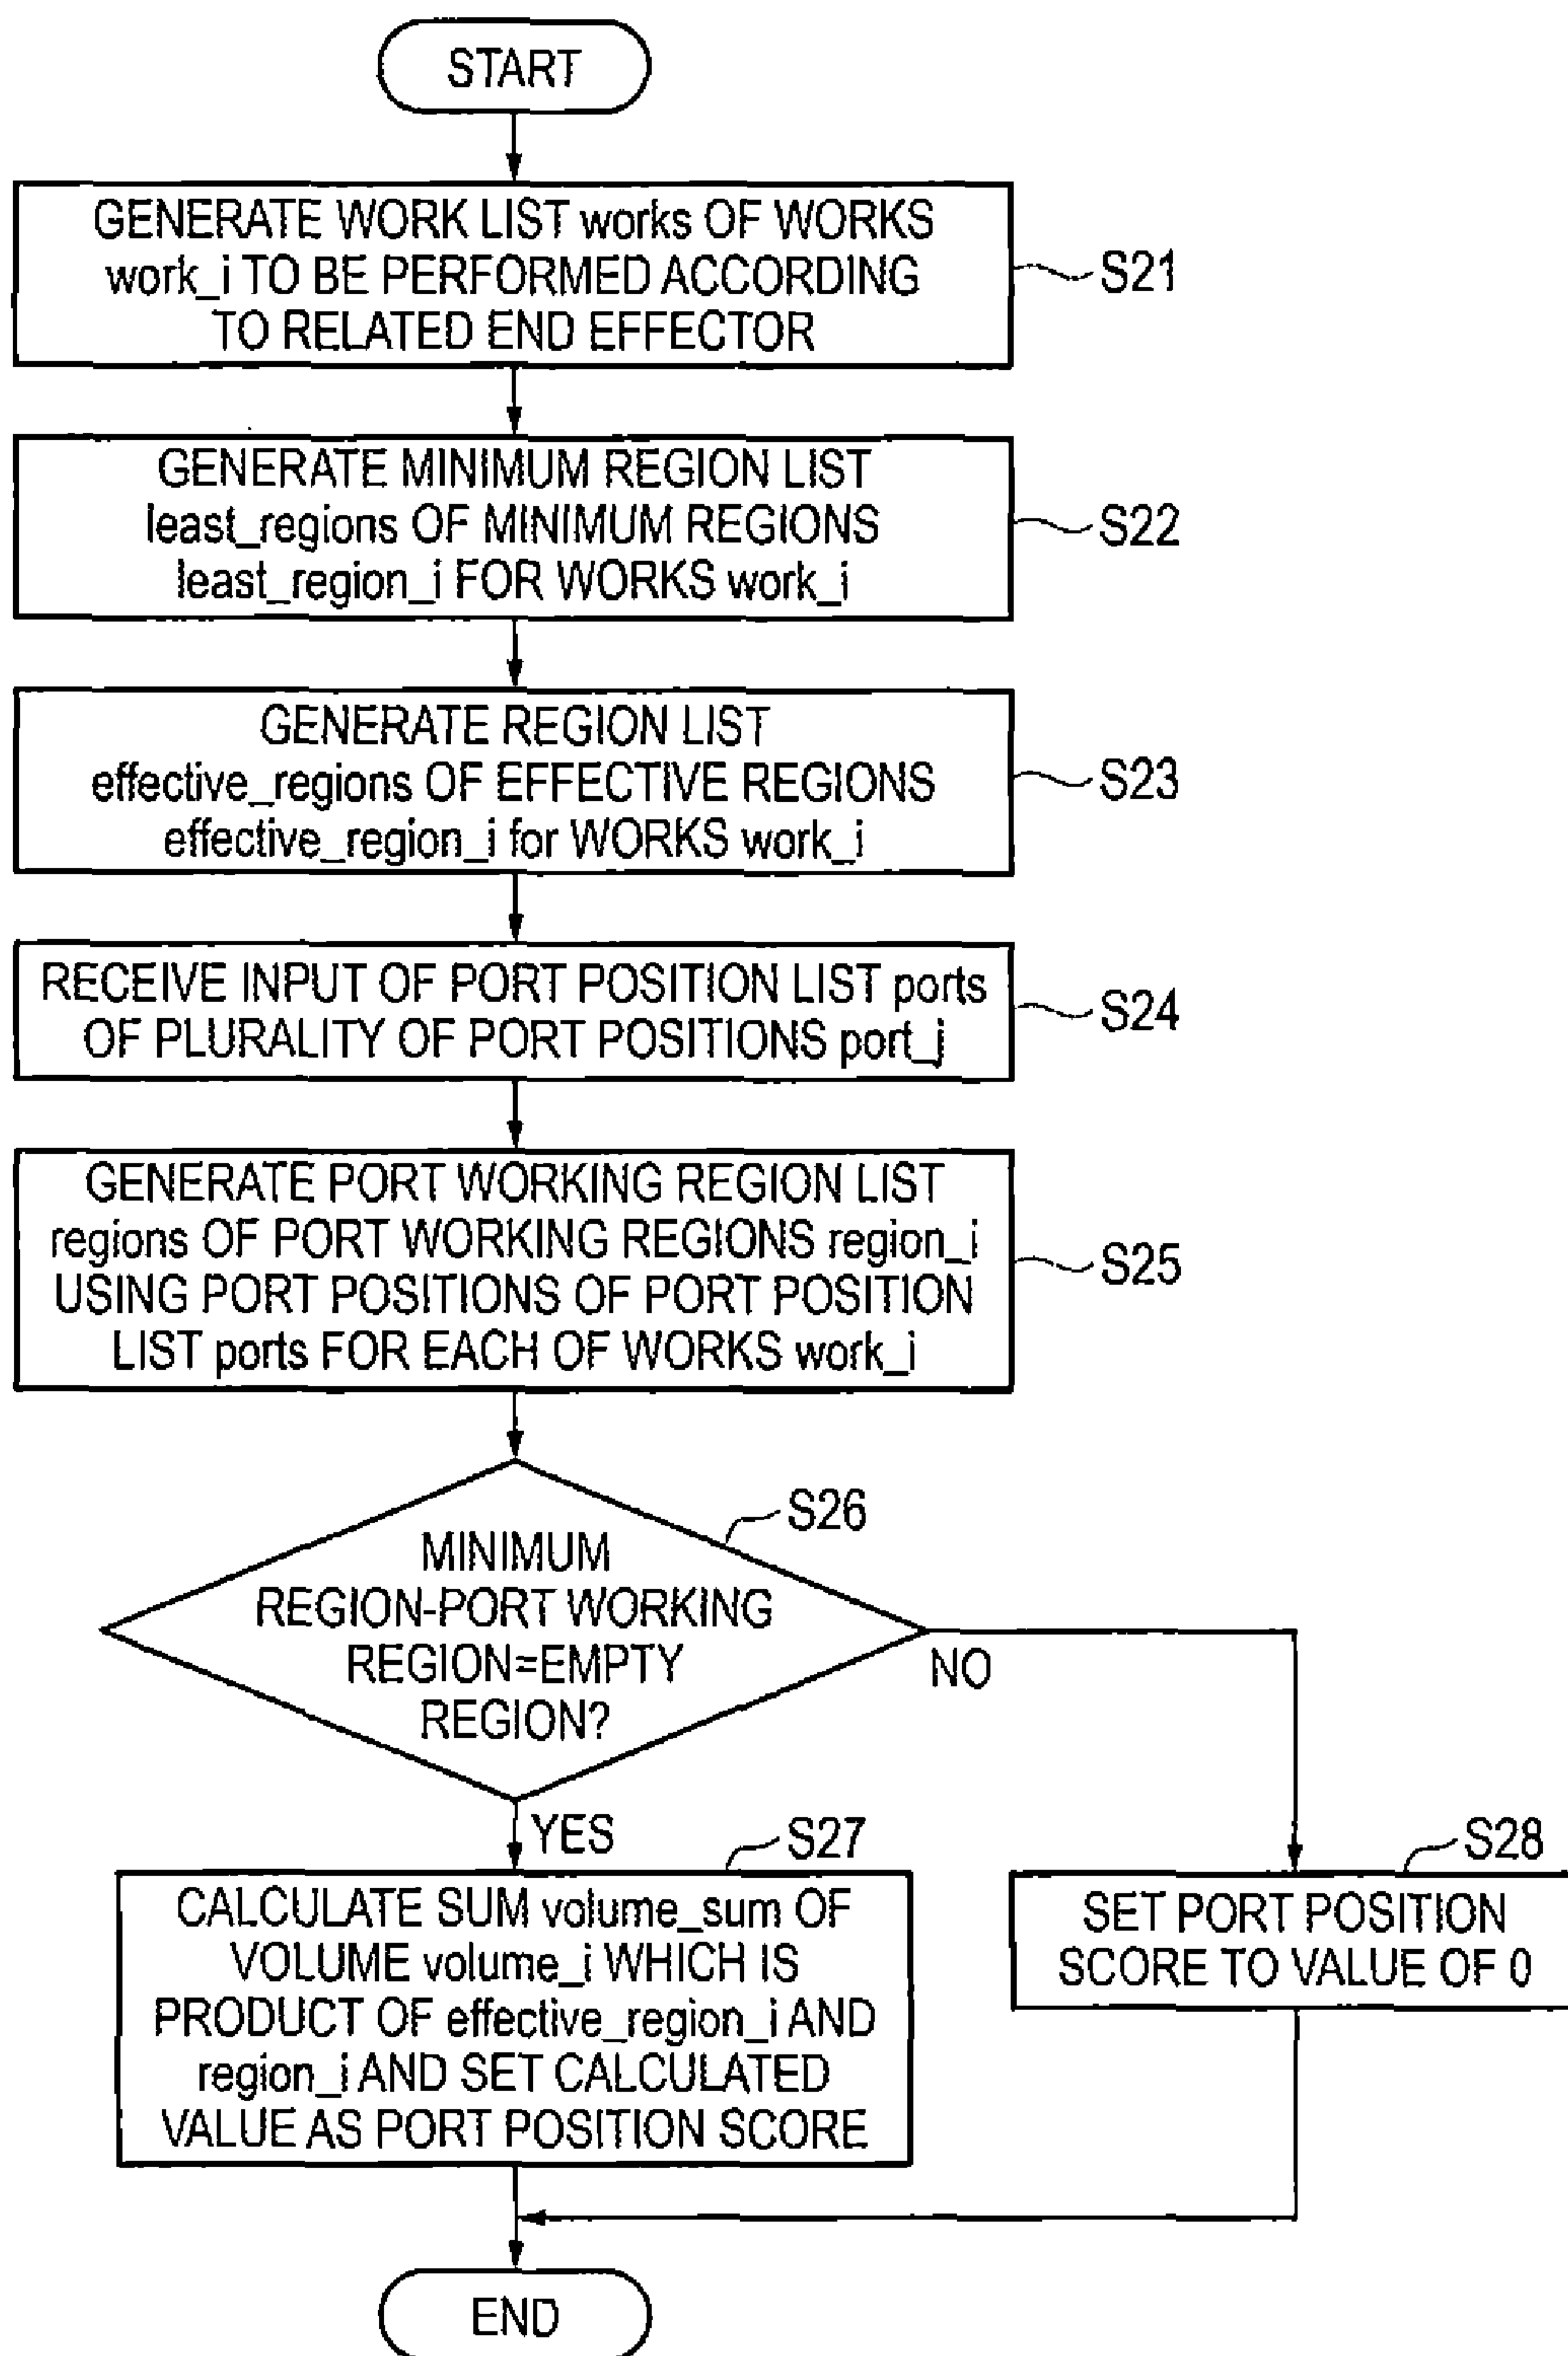 START
GENERATE WORK LIST works OF WORKS
work_i TO BE PERFORMED ACCORDING
TO RELATED END EFFECTOR
S21
GENERATE MINIMUM REGION LIST
least_regions OF MINIMUM REGIONS
least_region_i FOR WORKS work_i
S22
GENERATE REGION LIST
effective_regions OF EFFECTIVE REGIONS
effective_region_i for WORKS work_i
S23
RECEIVE INPUT OF PORT POSITION LIST ports
OF PLURALITY OF PORT POSITIONS port_j
S24
GENERATE PORT WORKING REGION LIST
regions OF PORT WORKING REGIONS region_i
USING PORT POSITIONS OF PORT POSITION
LIST ports FOR EACH OF WORKS work_i
S25
S26
MINIMUM
REGION-PORT WORKING
REGION=EMPTY
REGION?
NO
YES
S27
CALCULATE SUM volume_sum OF
VOLUME volume_i WHICH IS
PRODUCT OF effective_region_i AND
region_i AND SET CALCULATED
VALUE AS PORT POSITION SCORE
S28
SET PORT POSITION
SCORE TO VALUE OF 0
END